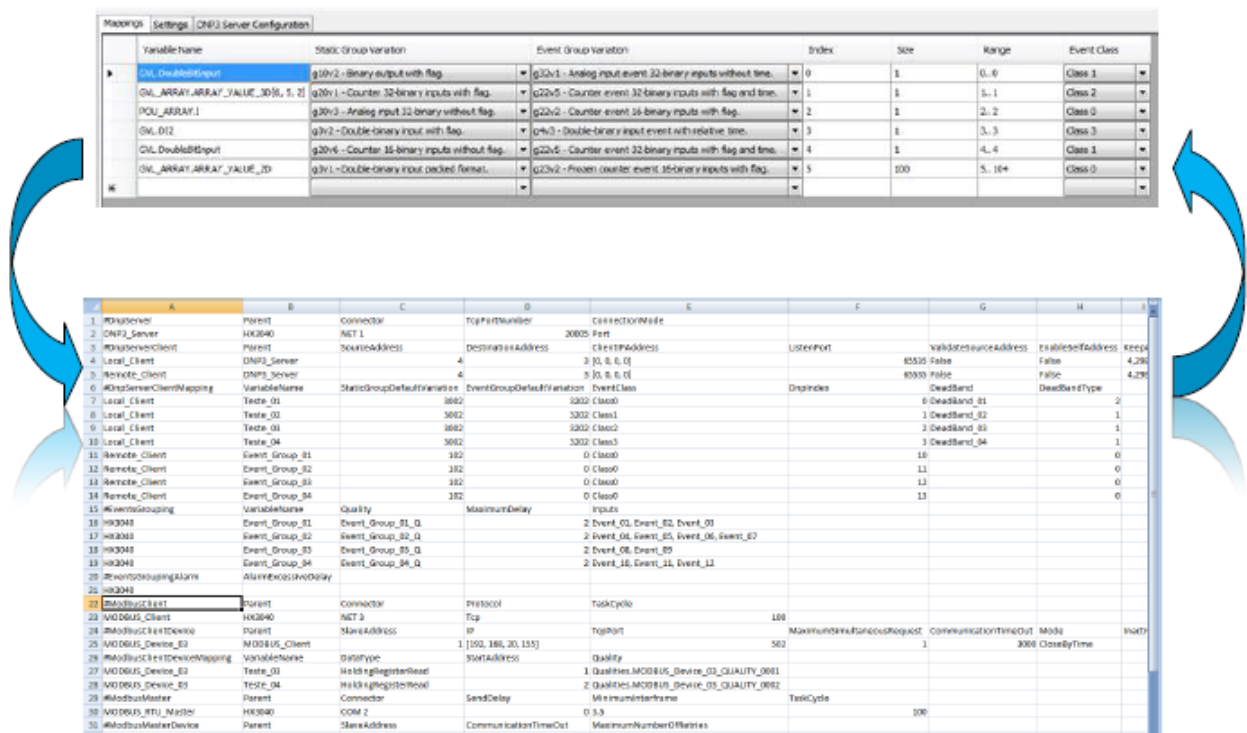 Mappings Settings DNP3 Server Configuration
Variable Name Static Group Variation Event Group Variation Index Size Range Event Class
GVL.DoubleBitInput g10v2 - Binary output with flag. g32v1 - Analog input event 32-binary inputs without time. 0 1 0..0 Class 1
GVL_ARRAY.ARRAY_VALUE_3D[6, 5, 2] g20v1 - Counter 32-binary inputs with flag. g22v5 - Counter event 32-binary inputs with flag and time. 1 1 1..1 Class 2
POU_ARRAY.I g30v3 - Analog input 32-binary without flag. g22v2 - Counter event 16-binary inputs with flag. 2 1 2..2 Class 0
GVL.DI2 g3v2 - Double-binary input with flag. g4v3 - Double-binary input event with relative time. 3 1 3..3 Class 3
GVL.DoubleBitInput g20v6 - Counter 16-binary inputs without flag. g22v5 - Counter event 32-binary inputs with flag and time. 4 1 4..4 Class 1
GVL_ARRAY.ARRAY_VALUE_2D g3v1 - Double-binary input packed format. g23v2 - Frozen counter event 16-binary inputs with flag. 5 100 5..104 Class 0
A B C D E F G H I
1 #DnpServer Parent Connector TcpPortNumber ConnectionMode
2 DNP3_Server HX3040 NET 1 20005 Port
3 #DnpServerClient Parent SourceAddress DestinationAddress ClientIPAddress ListenPort ValidateSourceAddress EnableSelfAddress Keepa
4 Local_Client DNP3_Server 4 3 [0, 0, 0, 0] 65535 False False 4,29
5 Remote_Client DNP3_Server 4 3 [0, 0, 0, 0] 65535 False False 4,29
6 #DnpServerClientMapping VariableName StaticGroupDefaultVariation EventGroupDefaultVariation EventClass DnpIndex DeadBand DeadBandType
7 Local_Client Teste_01 3002 3202 Class0 0 DeadBand_01 2
8 Local_Client Teste_02 3002 3202 Class1 1 DeadBand_02 1
9 Local_Client Teste_03 3002 3202 Class2 2 DeadBand_03 1
10 Local_Client Teste_04 3002 3202 Class3 3 DeadBand_04 1
11 Remote_Client Event_Group_01 102 0 Class0 10 0
12 Remote_Client Event_Group_02 102 0 Class0 11 0
13 Remote_Client Event_Group_03 102 0 Class0 12 0
14 Remote_Client Event_Group_04 102 0 Class0 13 0
15 #EventsGrouping VariableName Quality MaximumDelay Inputs
16 HX3040 Event_Group_01 Event_Group_01_Q 2 Event_01, Event_02, Event_03
17 HX3040 Event_Group_02 Event_Group_02_Q 2 Event_04, Event_05, Event_06, Event_07
18 HX3040 Event_Group_03 Event_Group_03_Q 2 Event_08, Event_09
19 HX3040 Event_Group_04 Event_Group_04_Q 2 Event_10, Event_11, Event_12
20 #EventsGroupingAlarm AlarmExcessiveDelay
21 HX3040
22 #ModbusClient Parent Connector Protocol TaskCycle
23 MODBUS_Client HX3040 NET 3 Tcp 100
24 #ModbusClientDevice Parent SlaveAddress IP TcpPort MaximumSimultaneousRequest CommunicationTimeOut Mode Inacti
25 MODBUS_Device_03 MODBUS_Client 1 [192, 168, 20, 155] 502 1 3000 CloseByTime
26 #ModbusClientDeviceMapping VariableName DataType StartAddress Quality
27 MODBUS_Device_03 Teste_03 HoldingRegisterRead 1 Qualities.MODBUS_Device_03_QUALITY_0001
28 MODBUS_Device_03 Teste_04 HoldingRegisterRead 2 Qualities.MODBUS_Device_03_QUALITY_0002
29 #ModbusMaster Parent Connector SendDelay MinimumInterframe TaskCycle
30 MODBUS_RTU_Master HX3040 COM 2 0 3.5 100
31 #ModbusMasterDevice Parent SlaveAddress CommunicationTimeOut MaximumNumberOfRetries